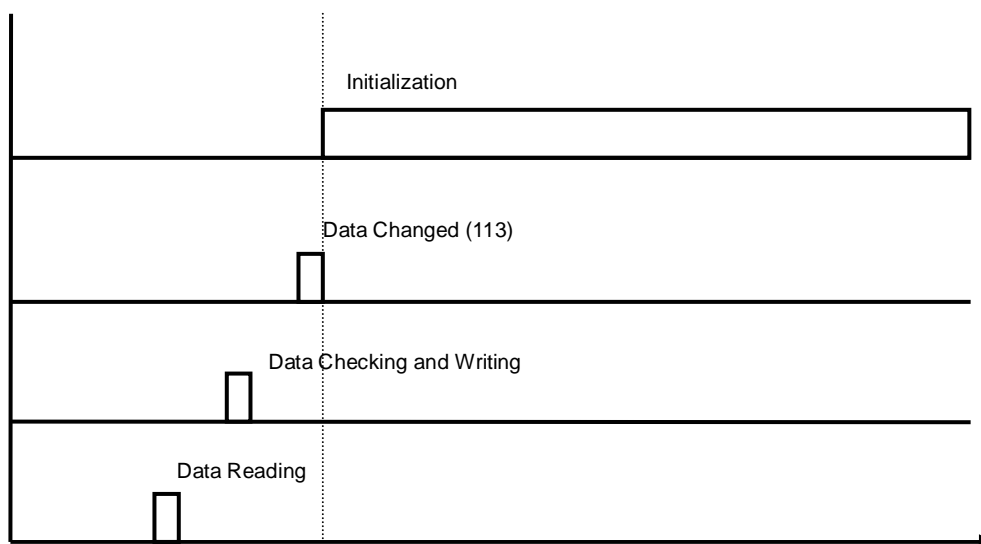 Initialization
Data Changed (113)
Data Checking and Writing
Data Reading